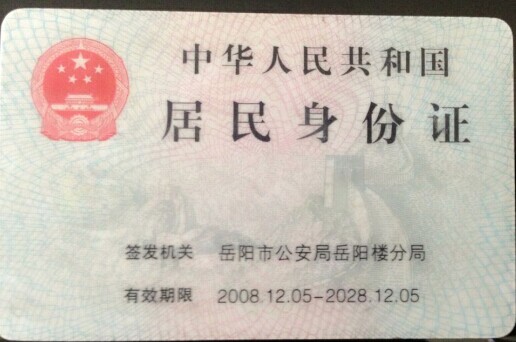 中华人民共和国
居民身份证
签发机关 岳阳市公安局岳阳楼分局
有效期限 2008.12.05-2028.12.05